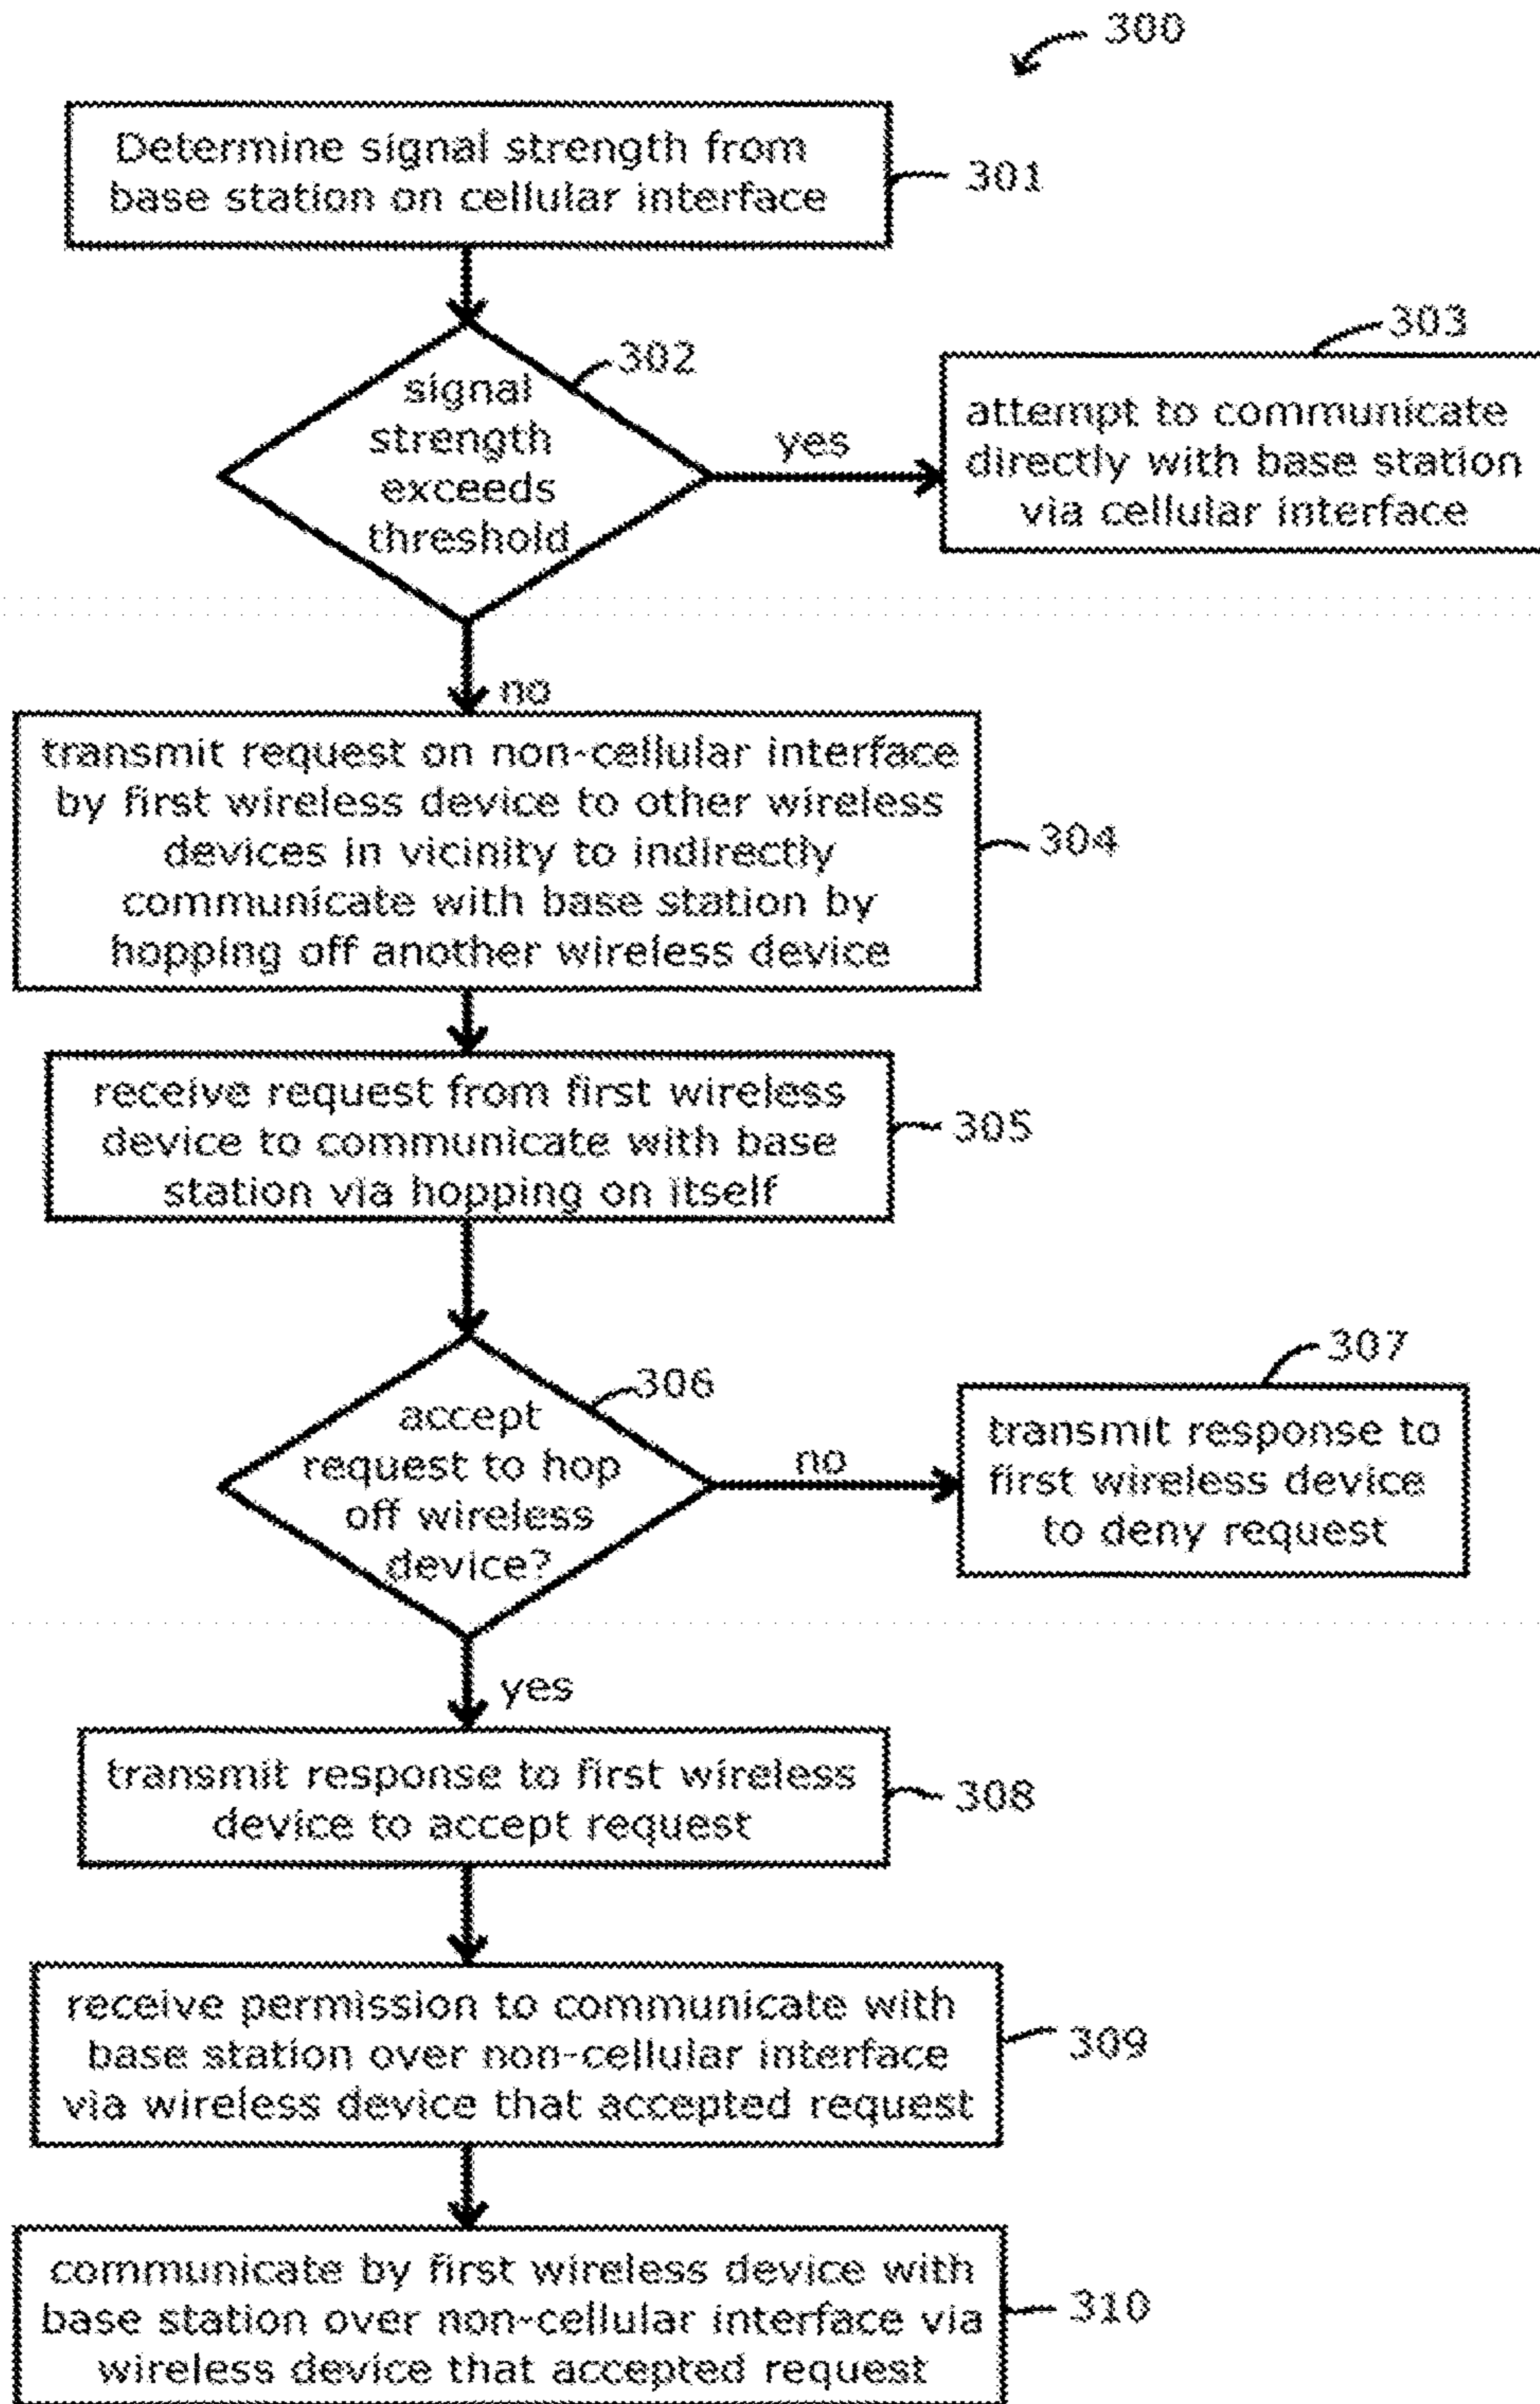 300
Determine signal strength from
base station on cellular interface
301
302
signal
strength
exceeds
threshold
yes
303
attempt to communicate
directly with base station
via cellular interface
no
transmit request on non-cellular interface
by first wireless device to other wireless
devices in vicinity to indirectly
communicate with base station by
hopping off another wireless device
304
receive request from first wireless
device to communicate with base
station via hopping on itself
305
306
accept
request to hop
off wireless
device?
no
307
transmit response to
first wireless device
to deny request
yes
transmit response to first wireless
device to accept request
308
receive permission to communicate with
base station over non-cellular interface
via wireless device that accepted request
309
communicate by first wireless device with
base station over non-cellular interface via
wireless device that accepted request
310